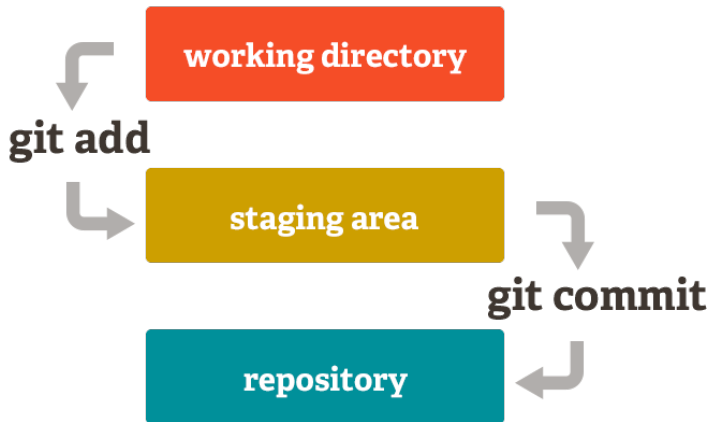 working directory
git add
staging area
git commit
repository